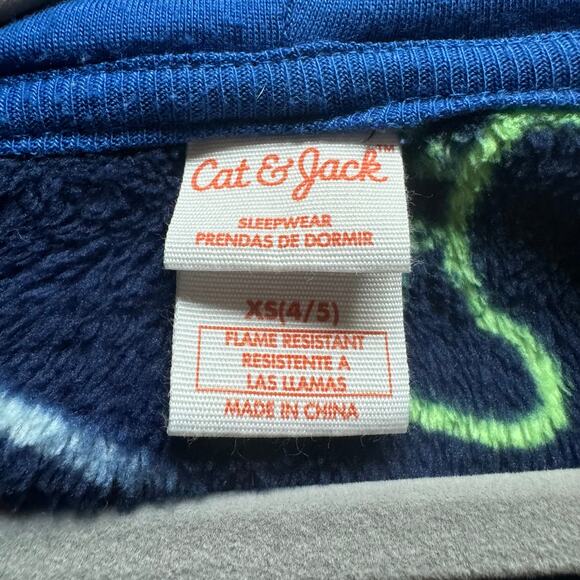 Cat & Jack™
SLEEPWEAR
PRENDAS DE DORMIR
XS(4/5)
FLAME RESISTANT
RESISTENTE A
LAS LLAMAS
MADE IN CHINA